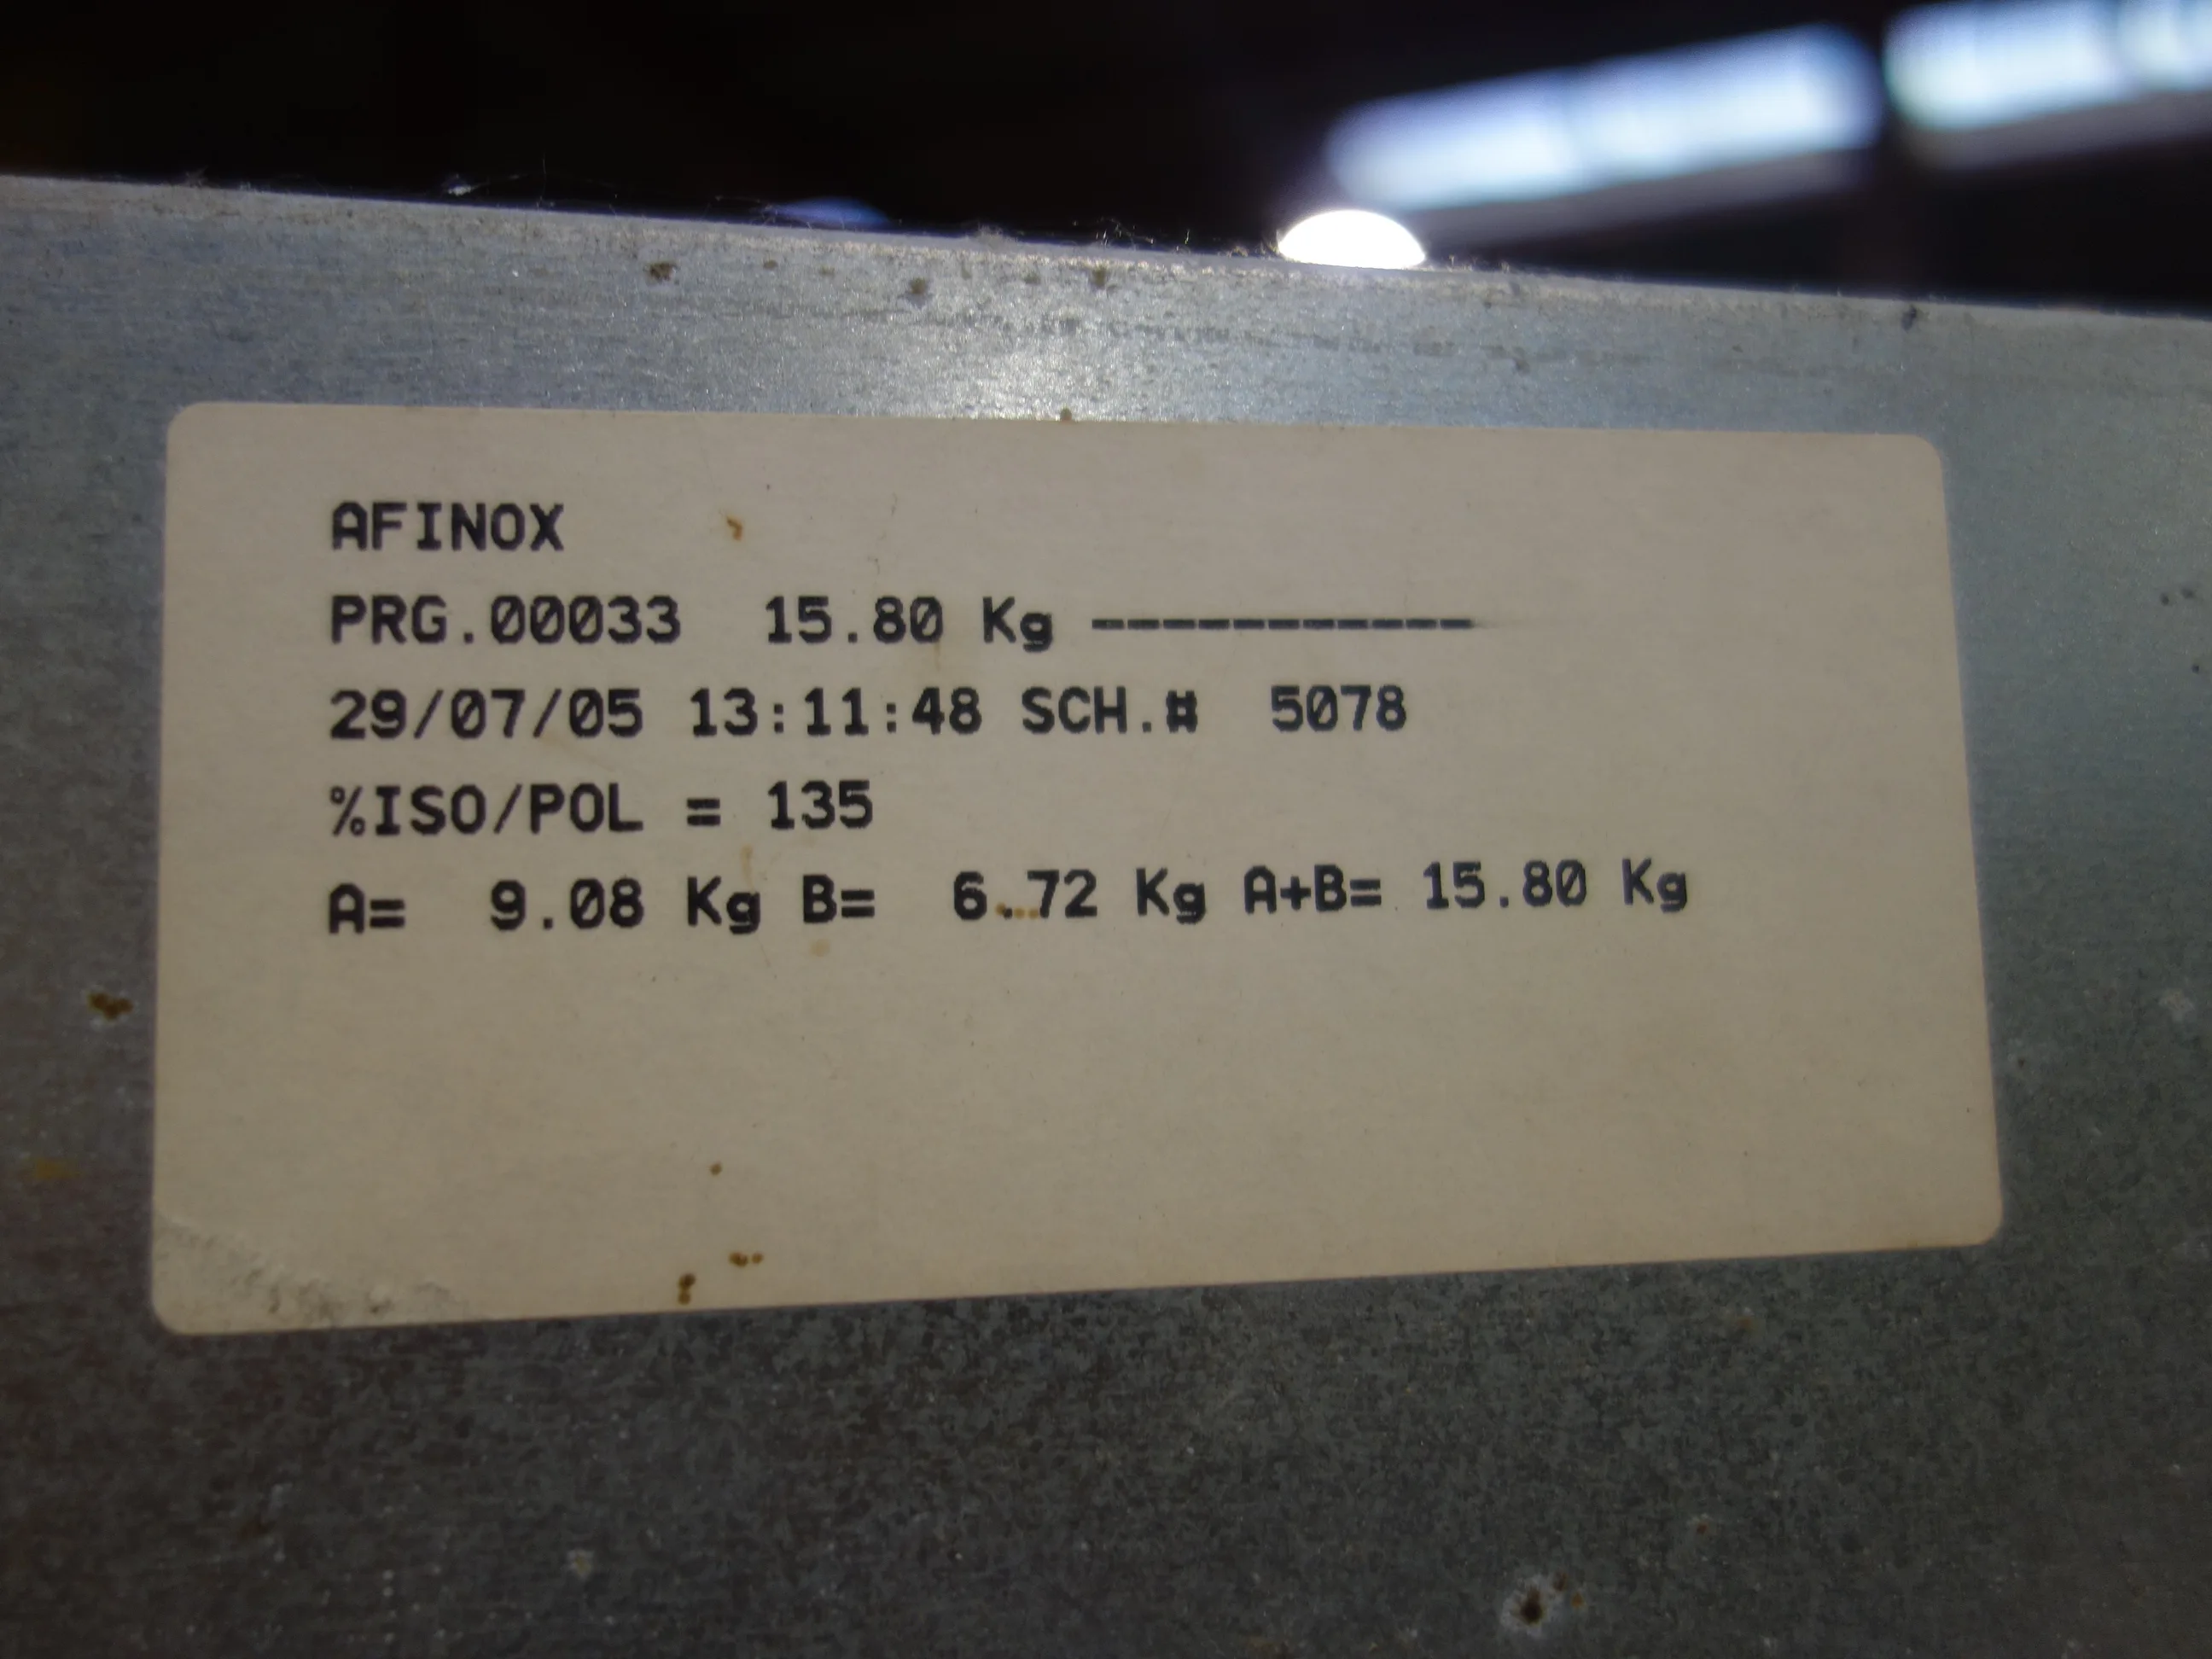 AFINOX
PRG.00033  15.80 Kg -----------
29/07/05 13:11:48 SCH.#  5078
%ISO/POL = 135
A=  9.08 Kg B=  6.72 Kg A+B= 15.80 Kg